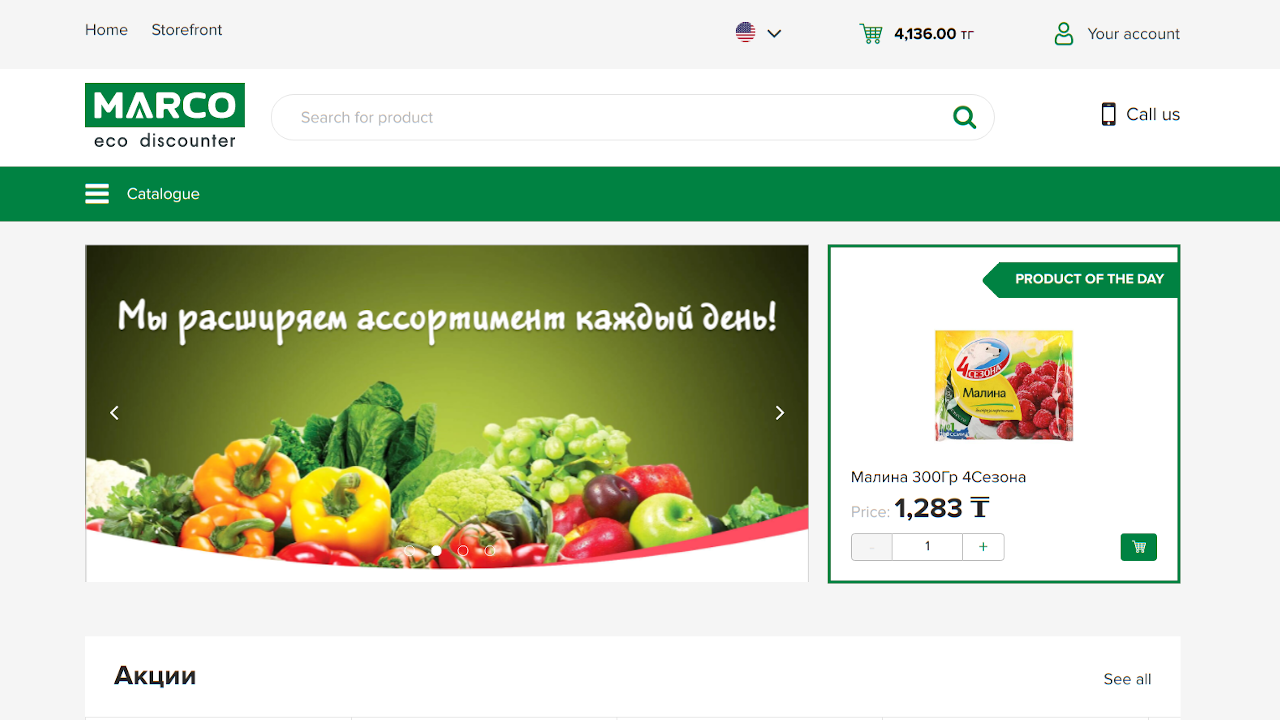 Home
Storefront
4,136.00 тг
Your account
MARCO
eco discounter
Search for product
Call us
Catalogue
Мы расширяем ассортимент каждый день!
PRODUCT OF THE DAY
4 СЕЗОНА
Малина
Малина 300Гр 4Сезона
Price: 1,283 ₸
- 1 +
Акции
See all